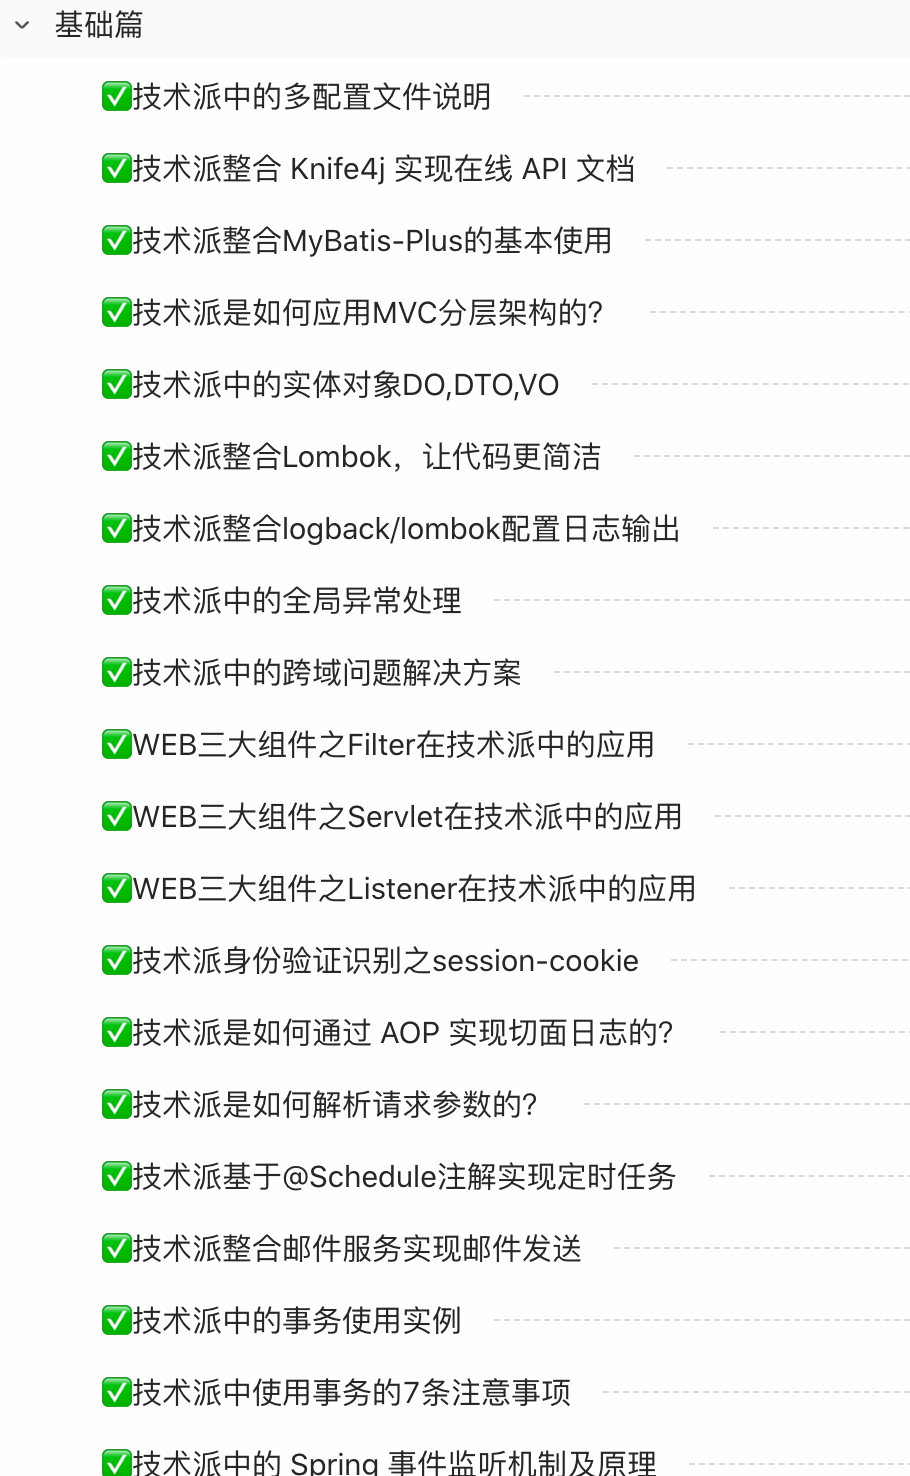 基础篇
✅技术派中的多配置文件说明
✅技术派整合 Knife4j 实现在线 API 文档
✅技术派整合MyBatis-Plus的基本使用
✅技术派是如何应用MVC分层架构的?
✅技术派中的实体对象DO,DTO,VO
✅技术派整合Lombok，让代码更简洁
✅技术派整合logback/lombok配置日志输出
✅技术派中的全局异常处理
✅技术派中的跨域问题解决方案
✅WEB三大组件之Filter在技术派中的应用
✅WEB三大组件之Servlet在技术派中的应用
✅WEB三大组件之Listener在技术派中的应用
✅技术派身份验证识别之session-cookie
✅技术派是如何通过 AOP 实现切面日志的?
✅技术派是如何解析请求参数的?
✅技术派基于@Schedule注解实现定时任务
✅技术派整合邮件服务实现邮件发送
✅技术派中的事务使用实例
✅技术派中使用事务的7条注意事项
✅技术派中的 Spring 事件监听机制及原理